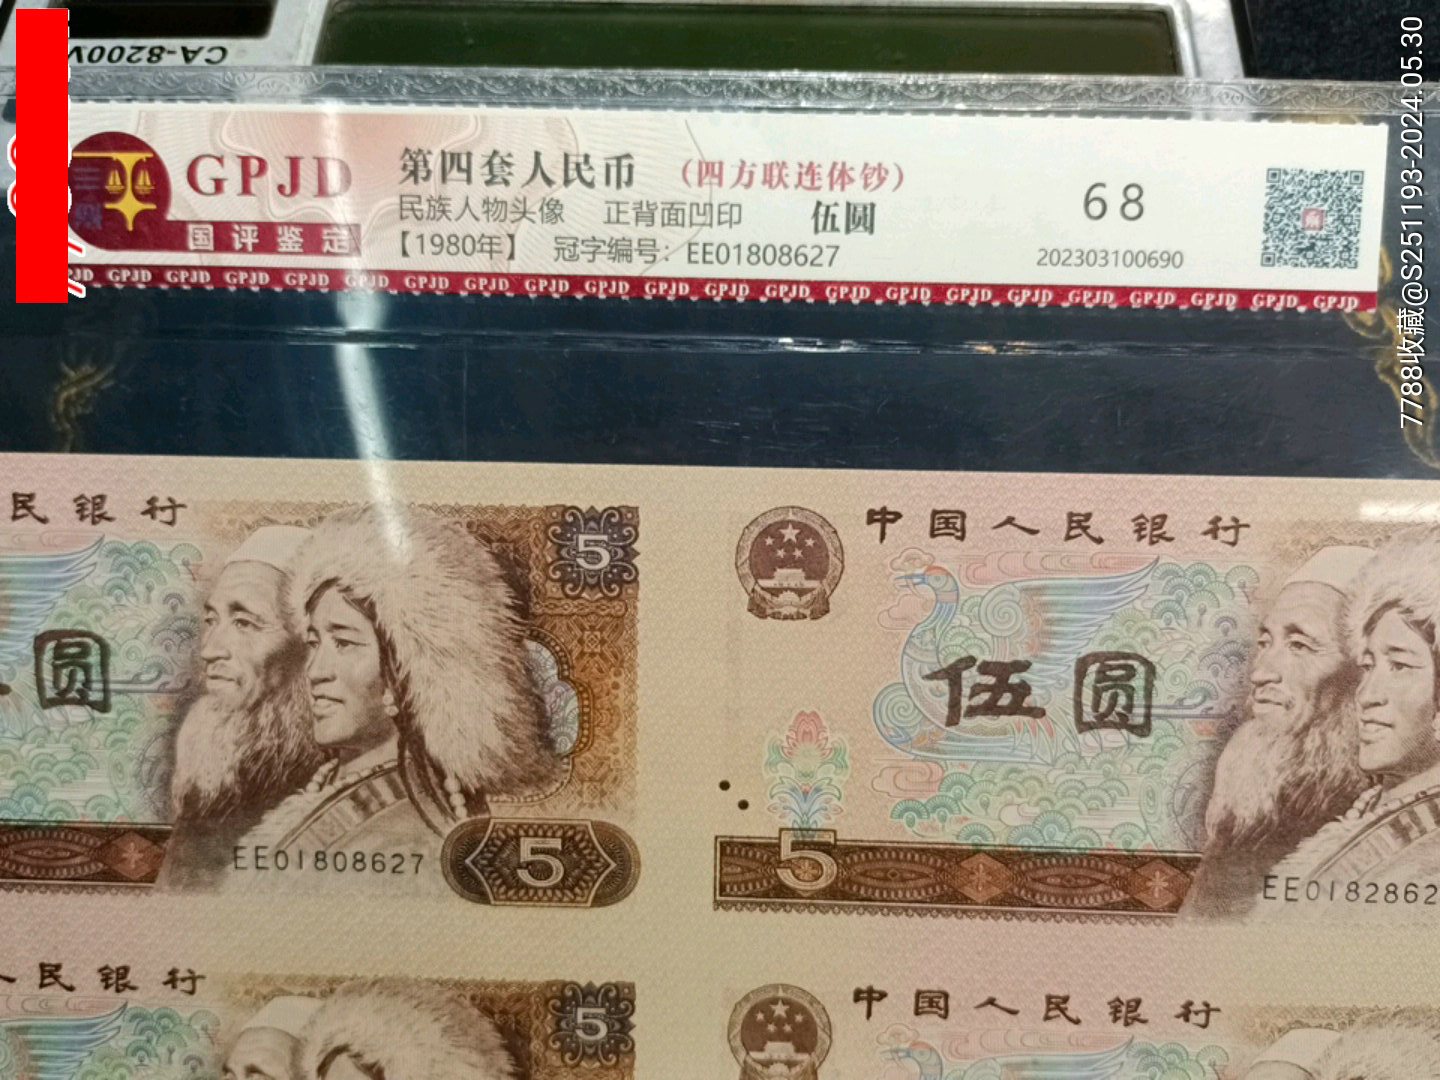 CA-8200V
GPJD
国评鉴定
第四套人民币 （四方联连体钞）
民族人物头像 正背面凹印 伍圆
【1980年】 冠字编号：EE01808627
68
202303100690
PJD GPJD GPJD GPJD GPJD GPJD GPJD GPJD GPJD GPJD GPJD GPJD GPJD GPJD GPJD GPJD GPJD GPJD GPJD GPJD GPJD GPJD
7788收藏@S251193-2024.05.30
民银行
5
圆
EE01808627
5
中国人民银行
伍圆
5
EE0182862
人民银行
5
中国人民银行